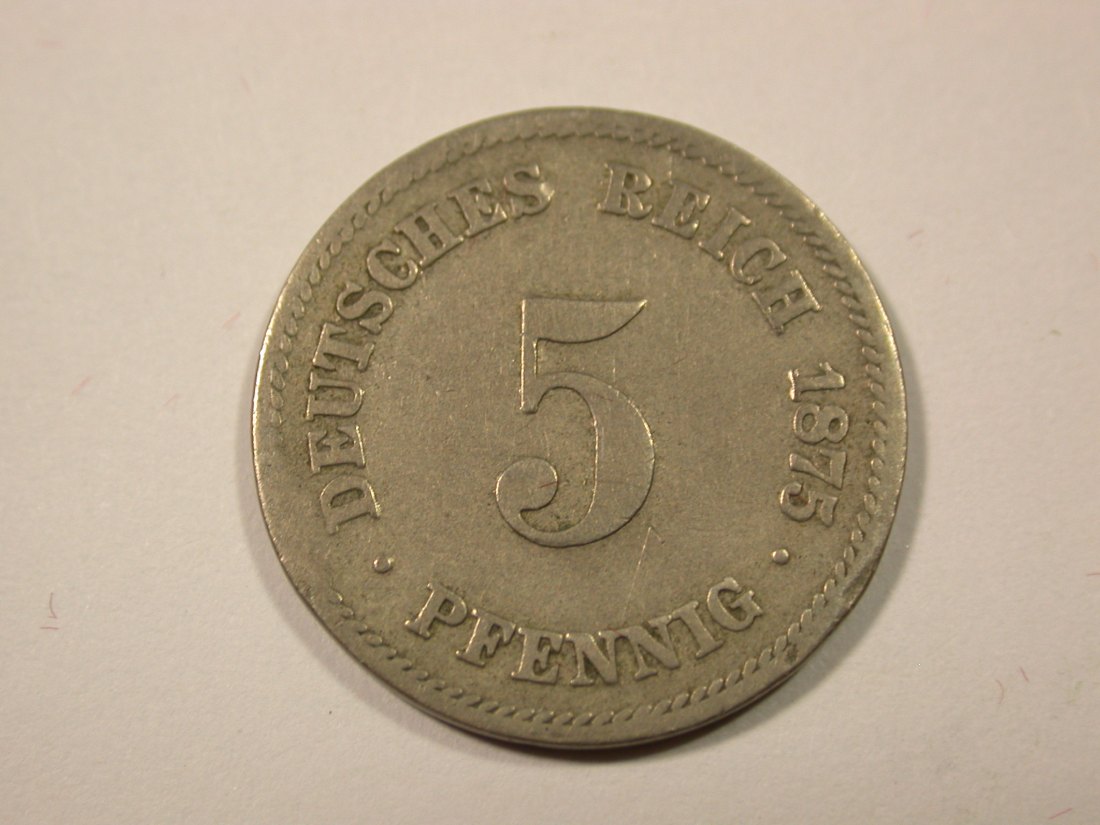 DEUTSCHES REICH 1875
5
· PFENNIG ·